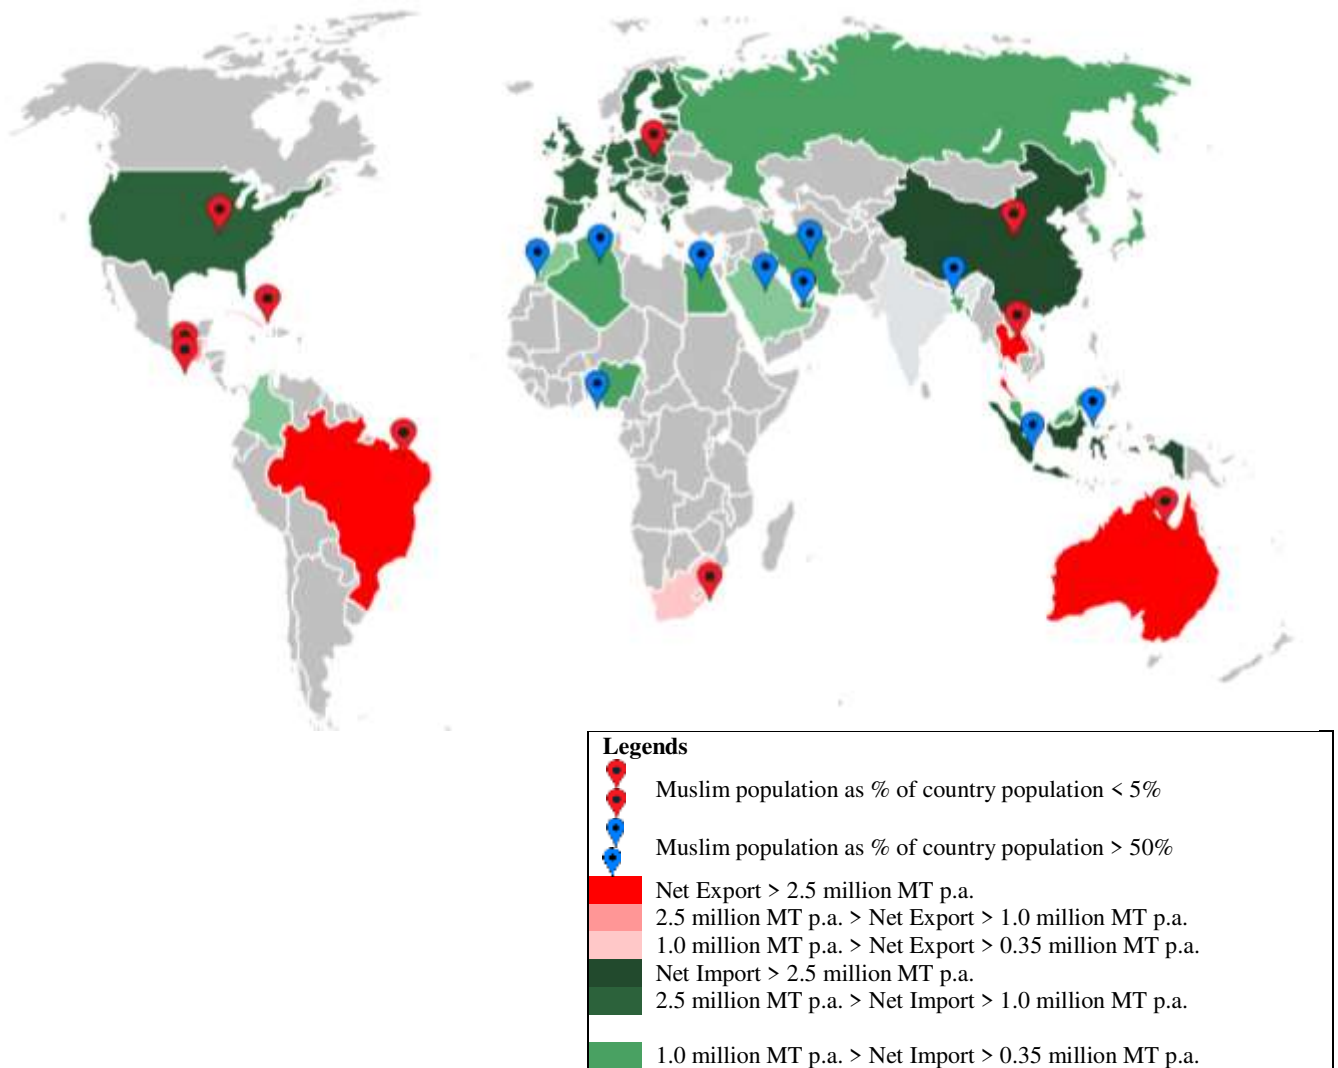 Legends
Muslim population as % of country population < 5%
Muslim population as % of country population > 50%
Net Export > 2.5 million MT p.a.
2.5 million MT p.a. > Net Export > 1.0 million MT p.a.
1.0 million MT p.a. > Net Export > 0.35 million MT p.a.
Net Import > 2.5 million MT p.a.
2.5 million MT p.a. > Net Import > 1.0 million MT p.a.
1.0 million MT p.a. > Net Import > 0.35 million MT p.a.